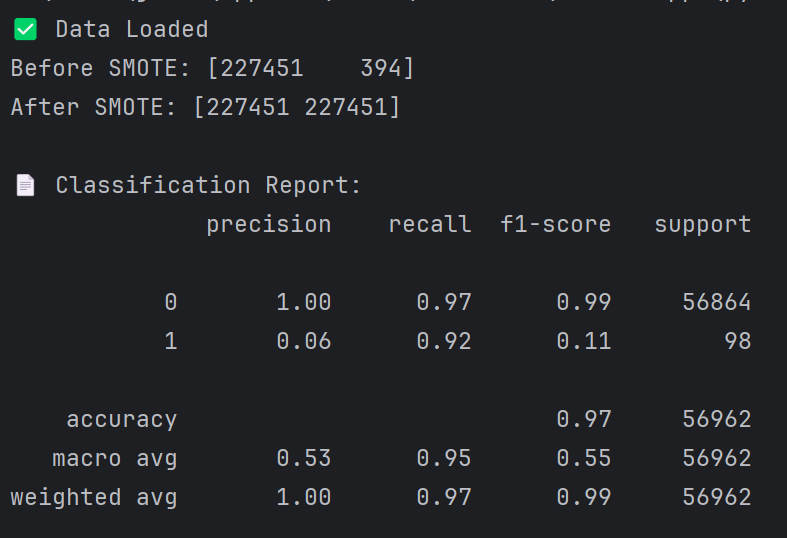 ✅ Data Loaded
Before SMOTE: [227451    394]
After SMOTE: [227451 227451]
📄 Classification Report:
              precision    recall  f1-score   support
           0       1.00      0.97      0.99     56864
           1       0.06      0.92      0.11        98
    accuracy                           0.97     56962
   macro avg       0.53      0.95      0.55     56962
weighted avg       1.00      0.97      0.99     56962